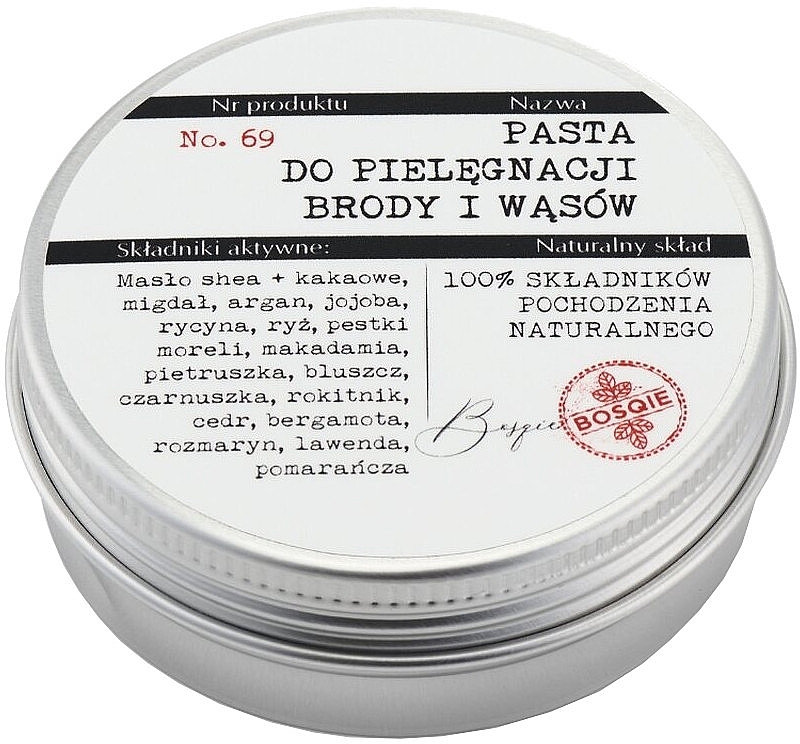 Nr produktu Nazwa
No. 69 PASTA
DO PIELĘGNACJI
BRODY I WĄSÓW
Składniki aktywne: Naturalny skład
Masło shea + kakaowe,
migdał, argan, jojoba,
rycyna, ryż, pestki
moreli, makadamia,
pietruszka, bluszcz,
czarnuszka, rokitnik,
cedr, bergamota,
rozmaryn, lawenda,
pomarańcza
100% SKŁADNIKÓW
POCHODZENIA
NATURALNEGO
Bosqie
BOSQIE